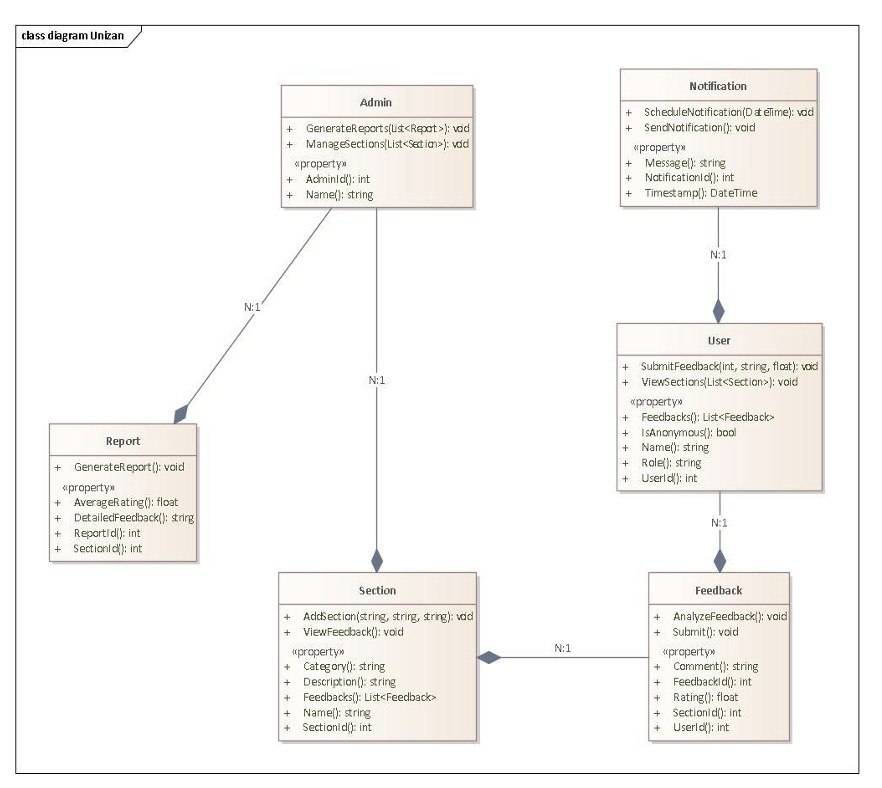 class diagram Unizan
Admin
+ GenerateReports(List<Report>): void
+ ManageSections(List<Section>): void
«property»
+ AdminId(): int
+ Name(): string
Notification
+ ScheduleNotification(DateTime): void
+ SendNotification(): void
«property»
+ Message(): string
+ NotificationId(): int
+ Timestamp(): DateTime
N:1
N:1
N:1
User
+ SubmitFeedback(int, string, float): void
+ ViewSections(List<Section>): void
«property»
+ Feedbacks(): List<Feedback>
+ IsAnonymous(): bool
+ Name(): string
+ Role(): string
+ UserId(): int
Report
+ GenerateReport(): void
«property»
+ AverageRating(): float
+ DetailedFeedback(): string
+ ReportId(): int
+ SectionId(): int
N:1
Section
+ AddSection(string, string, string): void
+ ViewFeedback(): void
«property»
+ Category(): string
+ Description(): string
+ Feedbacks(): List<Feedback>
+ Name(): string
+ SectionId(): int
N:1
Feedback
+ AnalyzeFeedback(): void
+ Submit(): void
«property»
+ Comment(): string
+ FeedbackId(): int
+ Rating(): float
+ SectionId(): int
+ UserId(): int